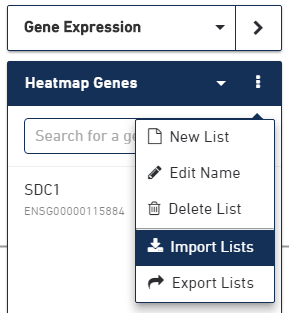 Gene Expression
Heatmap Genes
Search for a ge
New List
Edit Name
SDC1
ENSG00000115884
Delete List
Import Lists
Export Lists